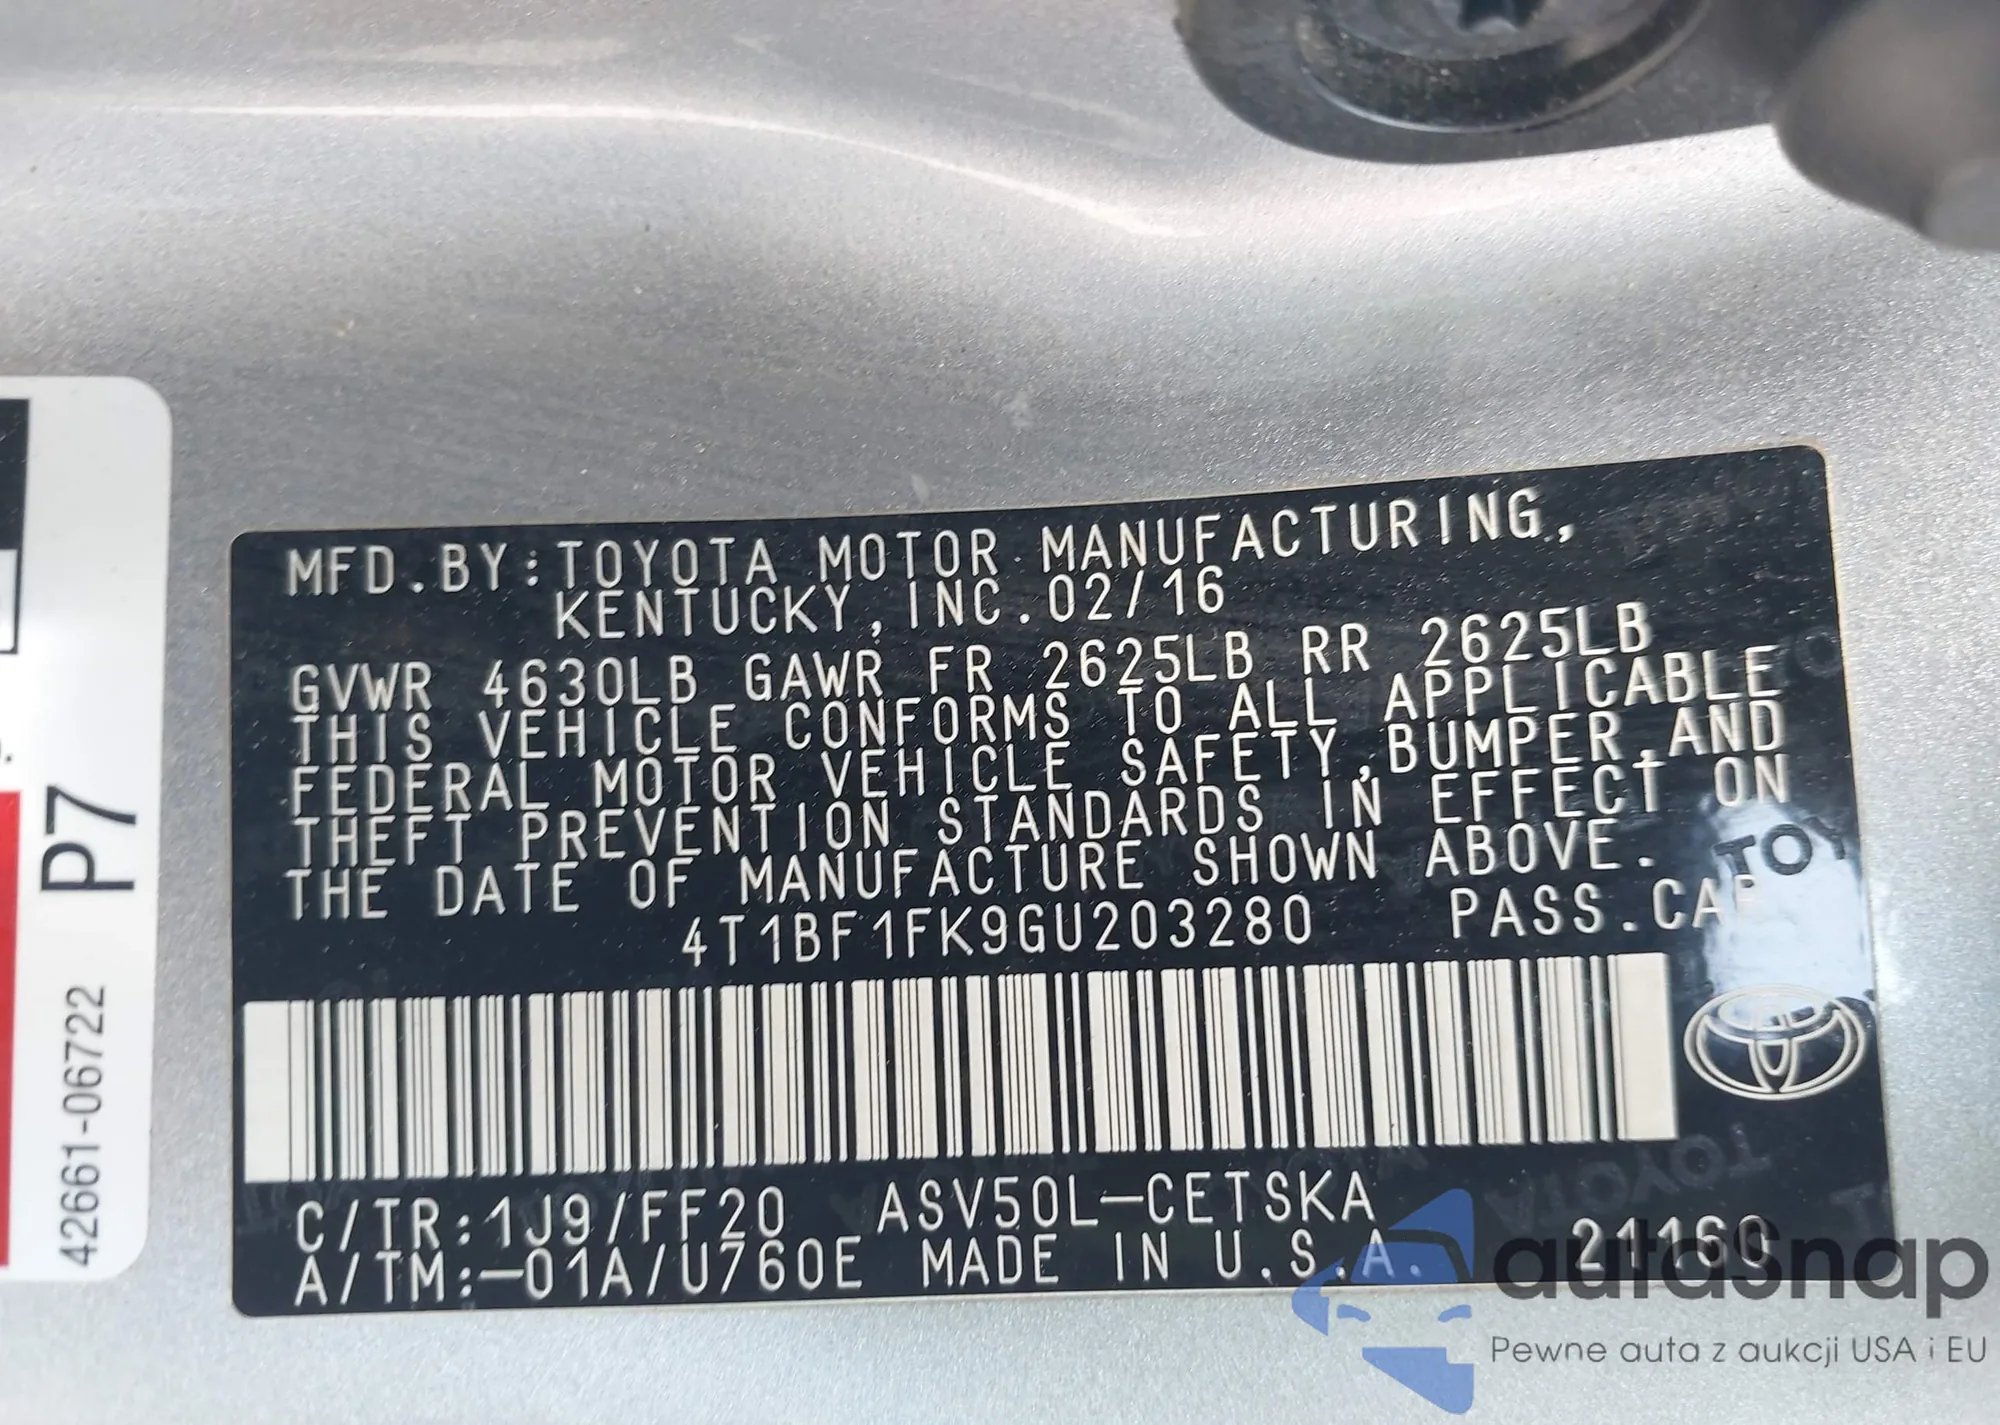 MFD.BY:TOYOTA MOTOR MANUFACTURING,
KENTUCKY,INC.02/16
GVWR 4630LB GAWR FR 2625LB RR 2625LB
THIS VEHICLE CONFORMS TO ALL APPLICABLE
FEDERAL MOTOR VEHICLE SAFETY,BUMPER,AND
THEFT PREVENTION STANDARDS IN EFFECT ON
THE DATE OF MANUFACTURE SHOWN ABOVE.
4T1BF1FK9GU203280 PASS.CAR
C/TR:1J9/FF20 ASV50L-CETSKA
A/TM:-01A/U760E MADE IN U.S.A.
P7
42661-06722
autosnap
Pewne auta z aukcji USA i EU